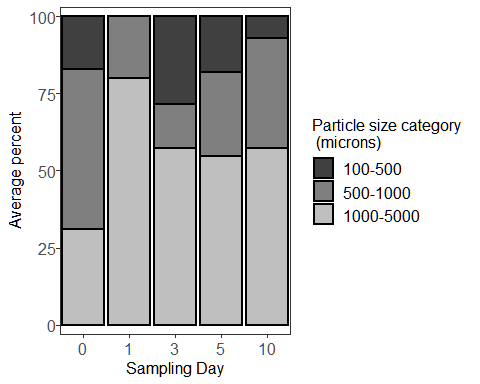 100
75
50
25
0
Average percent
0 1 3 5 10
Sampling Day
Particle size category
(microns)
100-500
500-1000
1000-5000